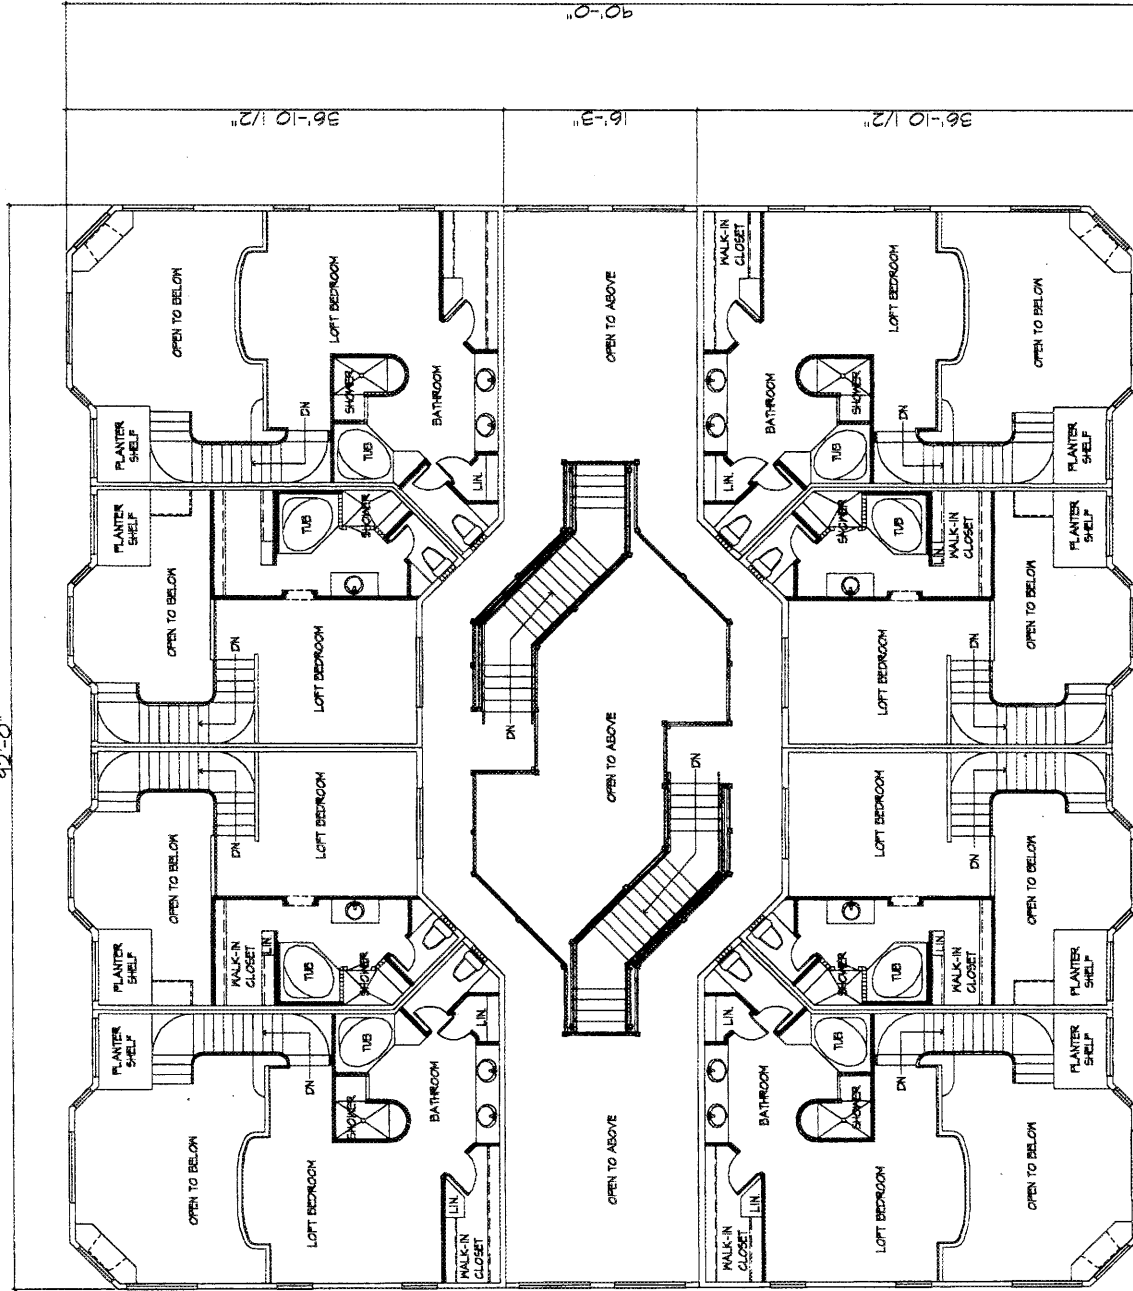 90'-0"
36'-10 1/2"
16'-3"
36'-10 1/2"
92'-0"
OPEN TO BELOW
LOFT BEDROOM
OPEN TO ABOVE
WALK-IN
CLOSET
LOFT BEDROOM
OPEN TO BELOW
PLANTER
SHELF
DN
SHOWER
TUB
BATHROOM
LIN.
LIN.
BATHROOM
SHOWER
TUB
DN
PLANTER
SHELF
PLANTER
SHELF
TUB
SHOWER
SHOWER
TUB
LIN.
WALK-IN
CLOSET
PLANTER
SHELF
OPEN TO BELOW
DN
LOFT BEDROOM
DN
LOFT BEDROOM
DN
OPEN TO BELOW
OPEN TO ABOVE
OPEN TO BELOW
DN
LOFT BEDROOM
DN
LOFT BEDROOM
DN
OPEN TO BELOW
PLANTER
SHELF
WALK-IN
CLOSET
LIN.
TUB
SHOWER
SHOWER
TUB
LIN.
WALK-IN
CLOSET
PLANTER
SHELF
PLANTER
SHELF
DN
TUB
SHOWER
BATHROOM
LIN.
LIN.
BATHROOM
TUB
SHOWER
DN
PLANTER
SHELF
OPEN TO BELOW
LOFT BEDROOM
LIN.
WALK-IN
CLOSET
OPEN TO ABOVE
LIN.
WALK-IN
CLOSET
LOFT BEDROOM
OPEN TO BELOW